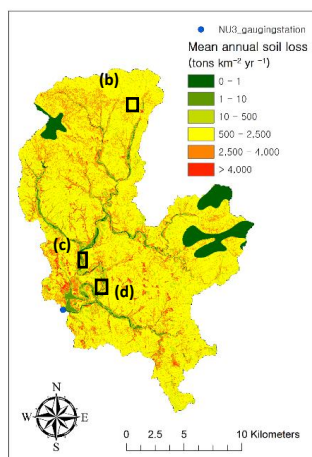 NU3_gaugingstation
Mean annual soil loss
(tons km⁻² yr ⁻¹)
0 - 1
1 - 10
10 - 500
500 - 2,500
2,500 - 4,000
> 4,000
(b)
(c)
(d)
N
W E
S
0 2.5 5 10 Kilometers